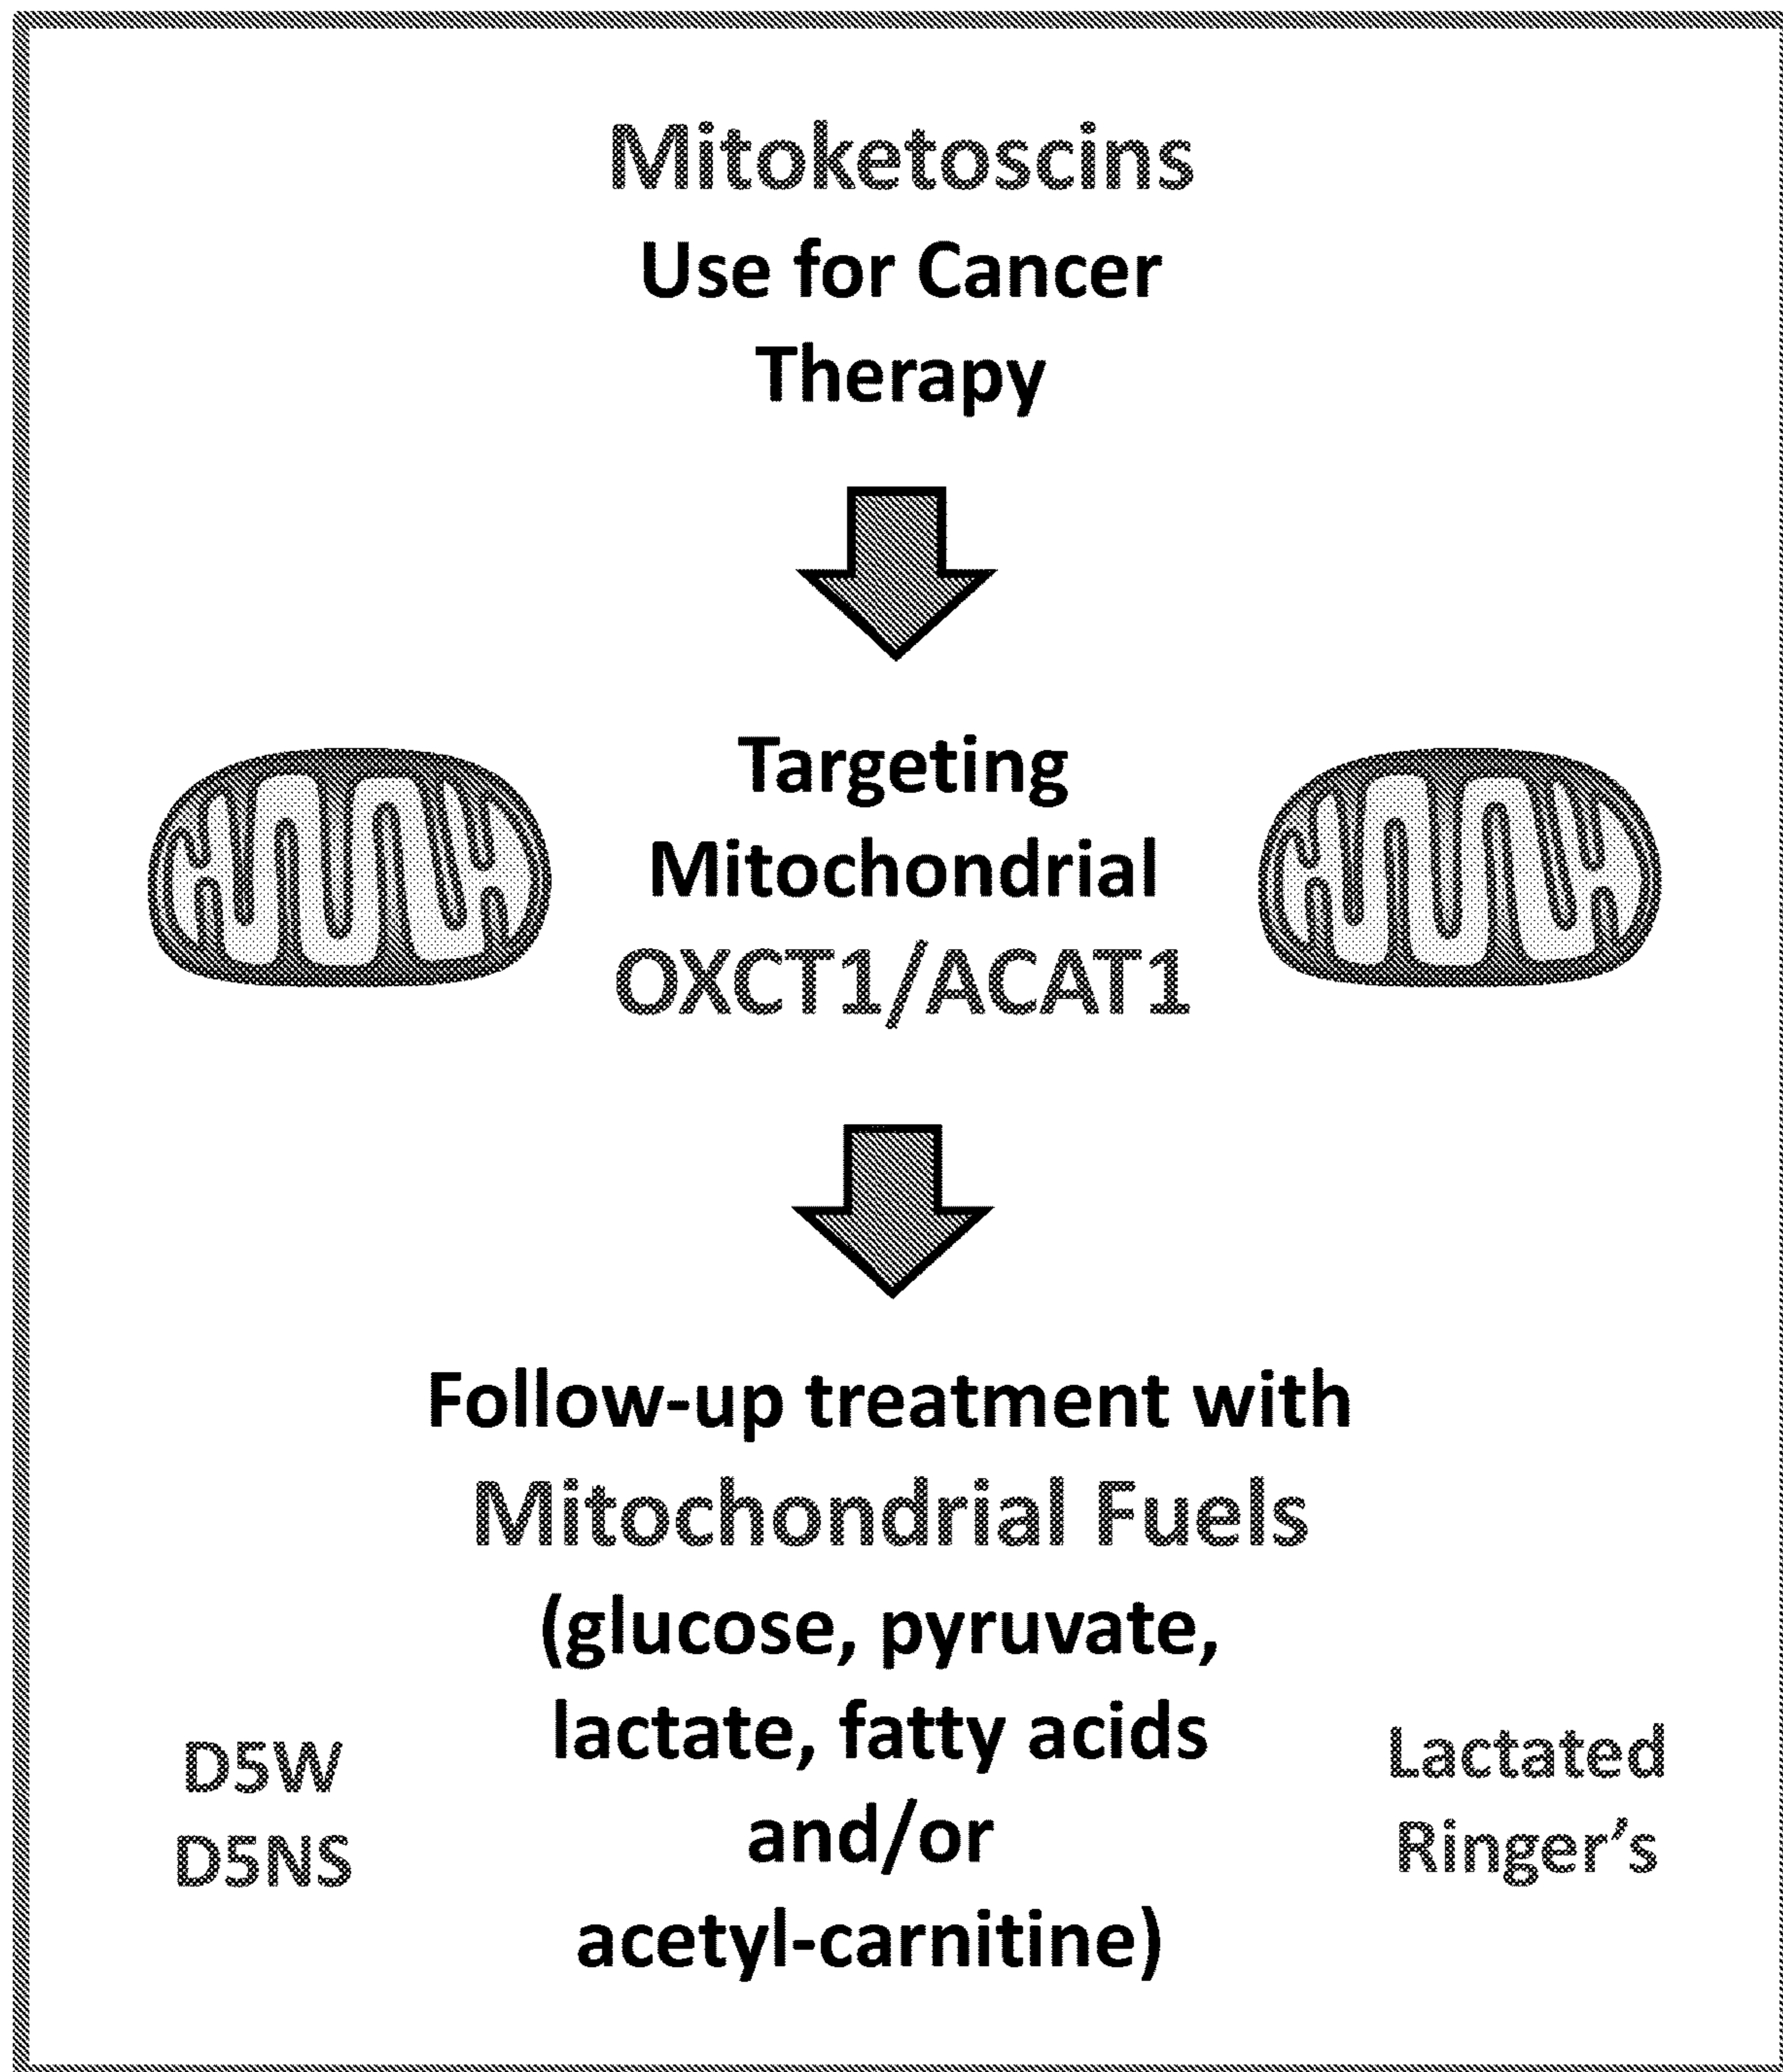 Mitoketoscins
Use for Cancer
Therapy
Targeting
Mitochondrial
OXCT1/ACAT1
Follow-up treatment with
Mitochondrial Fuels
(glucose, pyruvate,
lactate, fatty acids
and/or
acetyl-carnitine)
D5W
D5NS
Lactated
Ringer’s